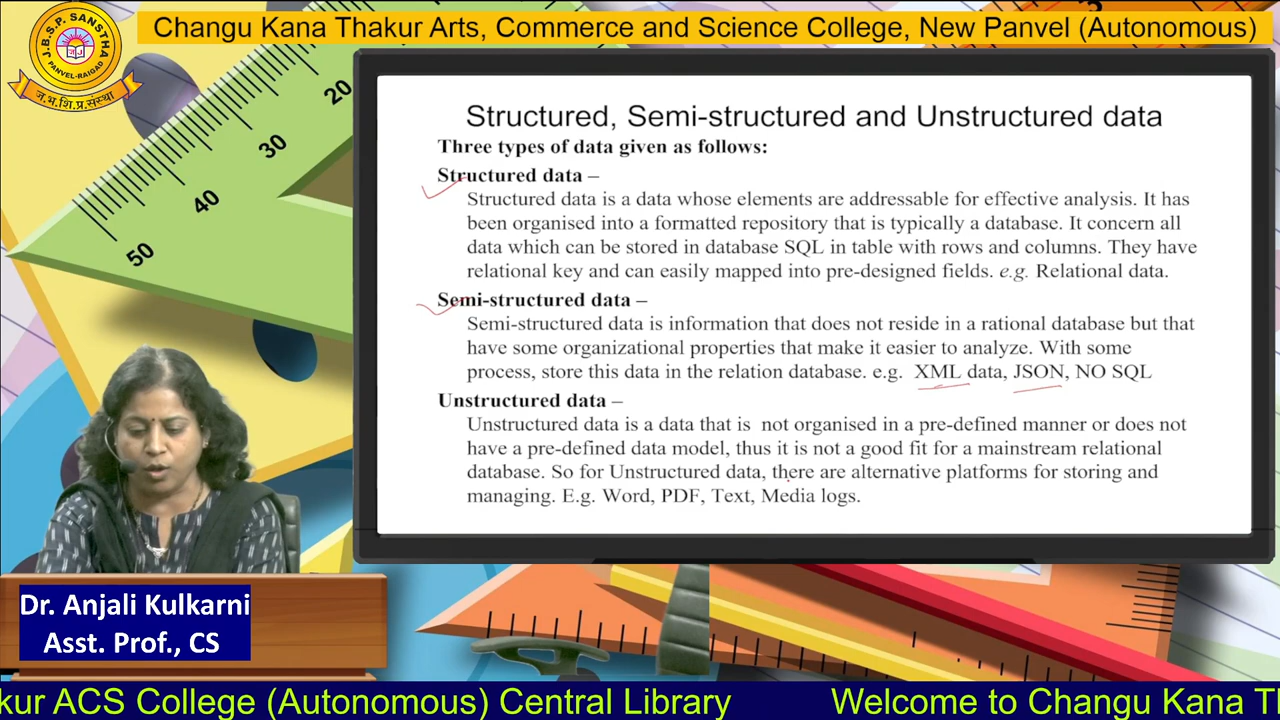 Changu Kana Thakur Arts, Commerce and Science College, New Panvel (Autonomous)
J.B.S.P. SANSTHA
PANVEL-RAIGAD
ज.भ.शि.प्र.संस्था
20
30
40
50
Structured, Semi-structured and Unstructured data
Three types of data given as follows:
Structured data –
Structured data is a data whose elements are addressable for effective analysis. It has
been organised into a formatted repository that is typically a database. It concern all
data which can be stored in database SQL in table with rows and columns. They have
relational key and can easily mapped into pre-designed fields. e.g. Relational data.
Semi-structured data –
Semi-structured data is information that does not reside in a rational database but that
have some organizational properties that make it easier to analyze. With some
process, store this data in the relation database. e.g. XML data, JSON, NO SQL
Unstructured data –
Unstructured data is a data that is not organised in a pre-defined manner or does not
have a pre-defined data model, thus it is not a good fit for a mainstream relational
database. So for Unstructured data, there are alternative platforms for storing and
managing. E.g. Word, PDF, Text, Media logs.
Dr. Anjali Kulkarni
Asst. Prof., CS
kur ACS College (Autonomous) Central Library Welcome to Changu Kana T